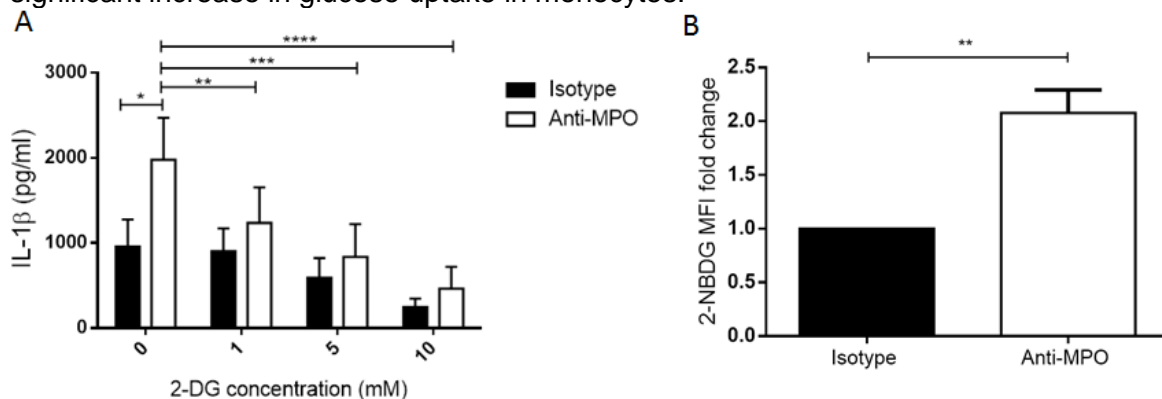 significant increase in glucose uptake in monocytes.
A
B
****
***
**
*
**
3000
2000
1000
0
IL-1β (pg/ml)
0 1 5 10
2-DG concentration (mM)
Isotype
Anti-MPO
2.5
2.0
1.5
1.0
0.5
0.0
2-NBDG MFI fold change
Isotype Anti-MPO